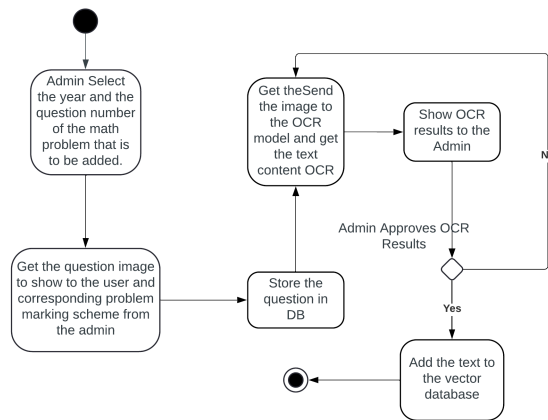 Admin Select
the year and the
question number
of the math
problem that is
to be added.
Get the question image
to show to the user and
corresponding problem
marking scheme from
the admin
Store the
question in
DB
Get theSend
the image to
the OCR
model and get
the text
content OCR
Show OCR
results to the
Admin
Admin Approves OCR
Results
N
Yes
Add the text to
the vector
database